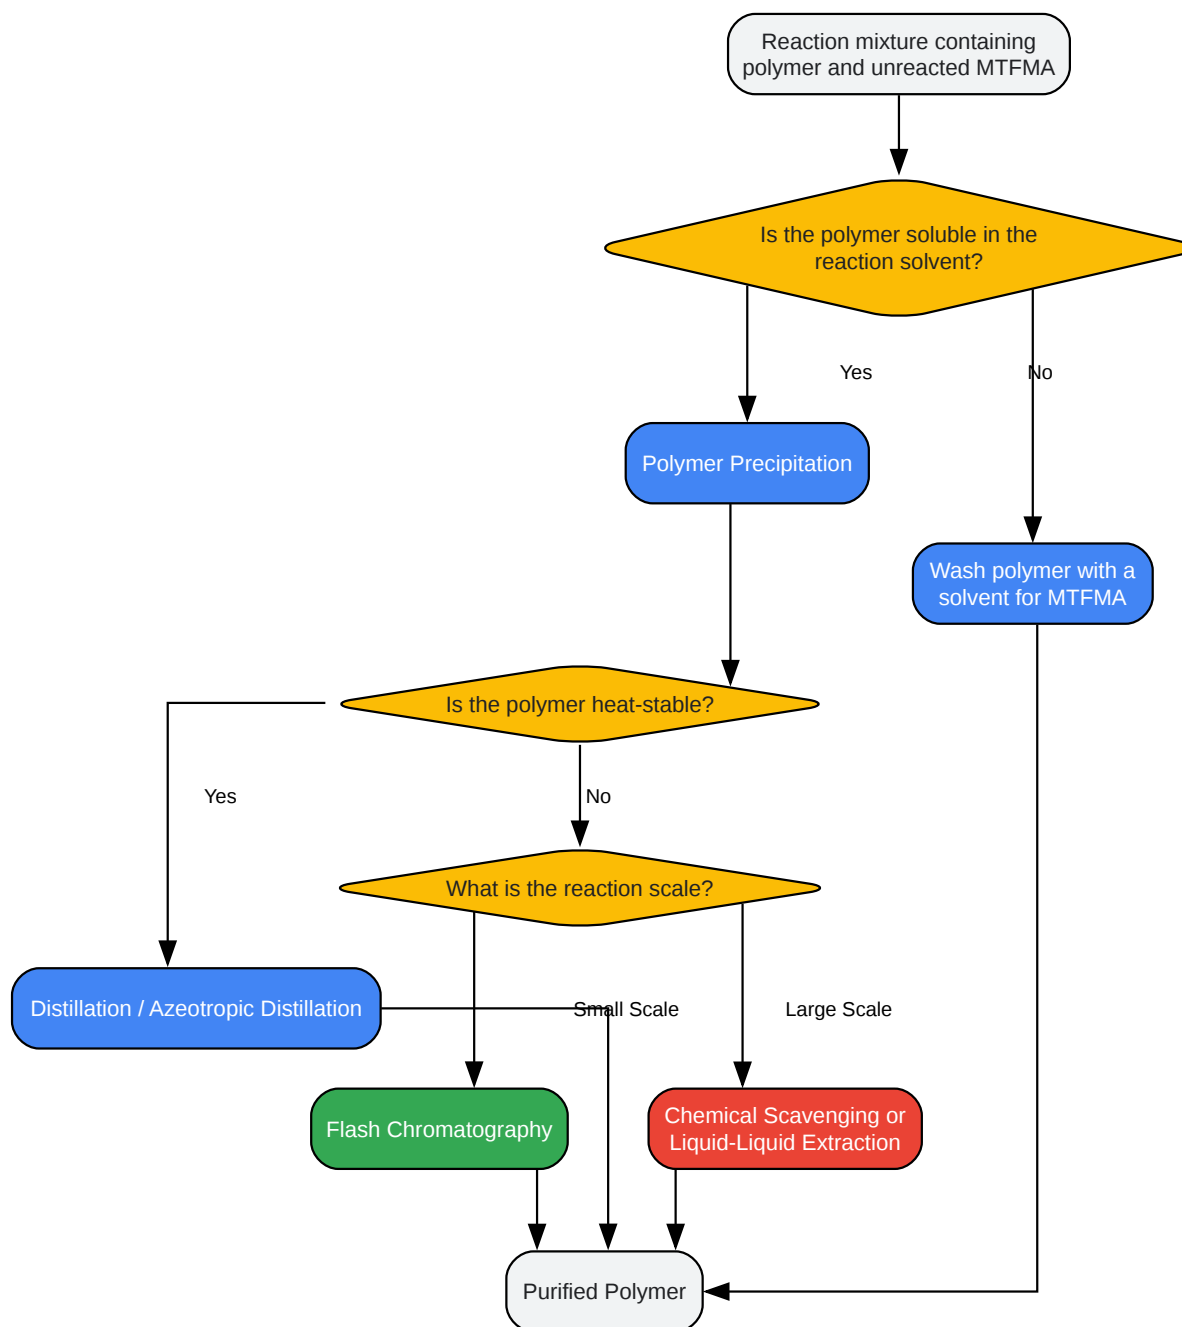 Reaction mixture containing
polymer and unreacted MTFMA
Is the polymer soluble in the
reaction solvent?
Yes
No
Polymer Precipitation
Wash polymer with a
solvent for MTFMA
Is the polymer heat-stable?
Yes
No
What is the reaction scale?
Distillation / Azeotropic Distillation
Small Scale
Large Scale
Flash Chromatography
Chemical Scavenging or
Liquid-Liquid Extraction
Purified Polymer